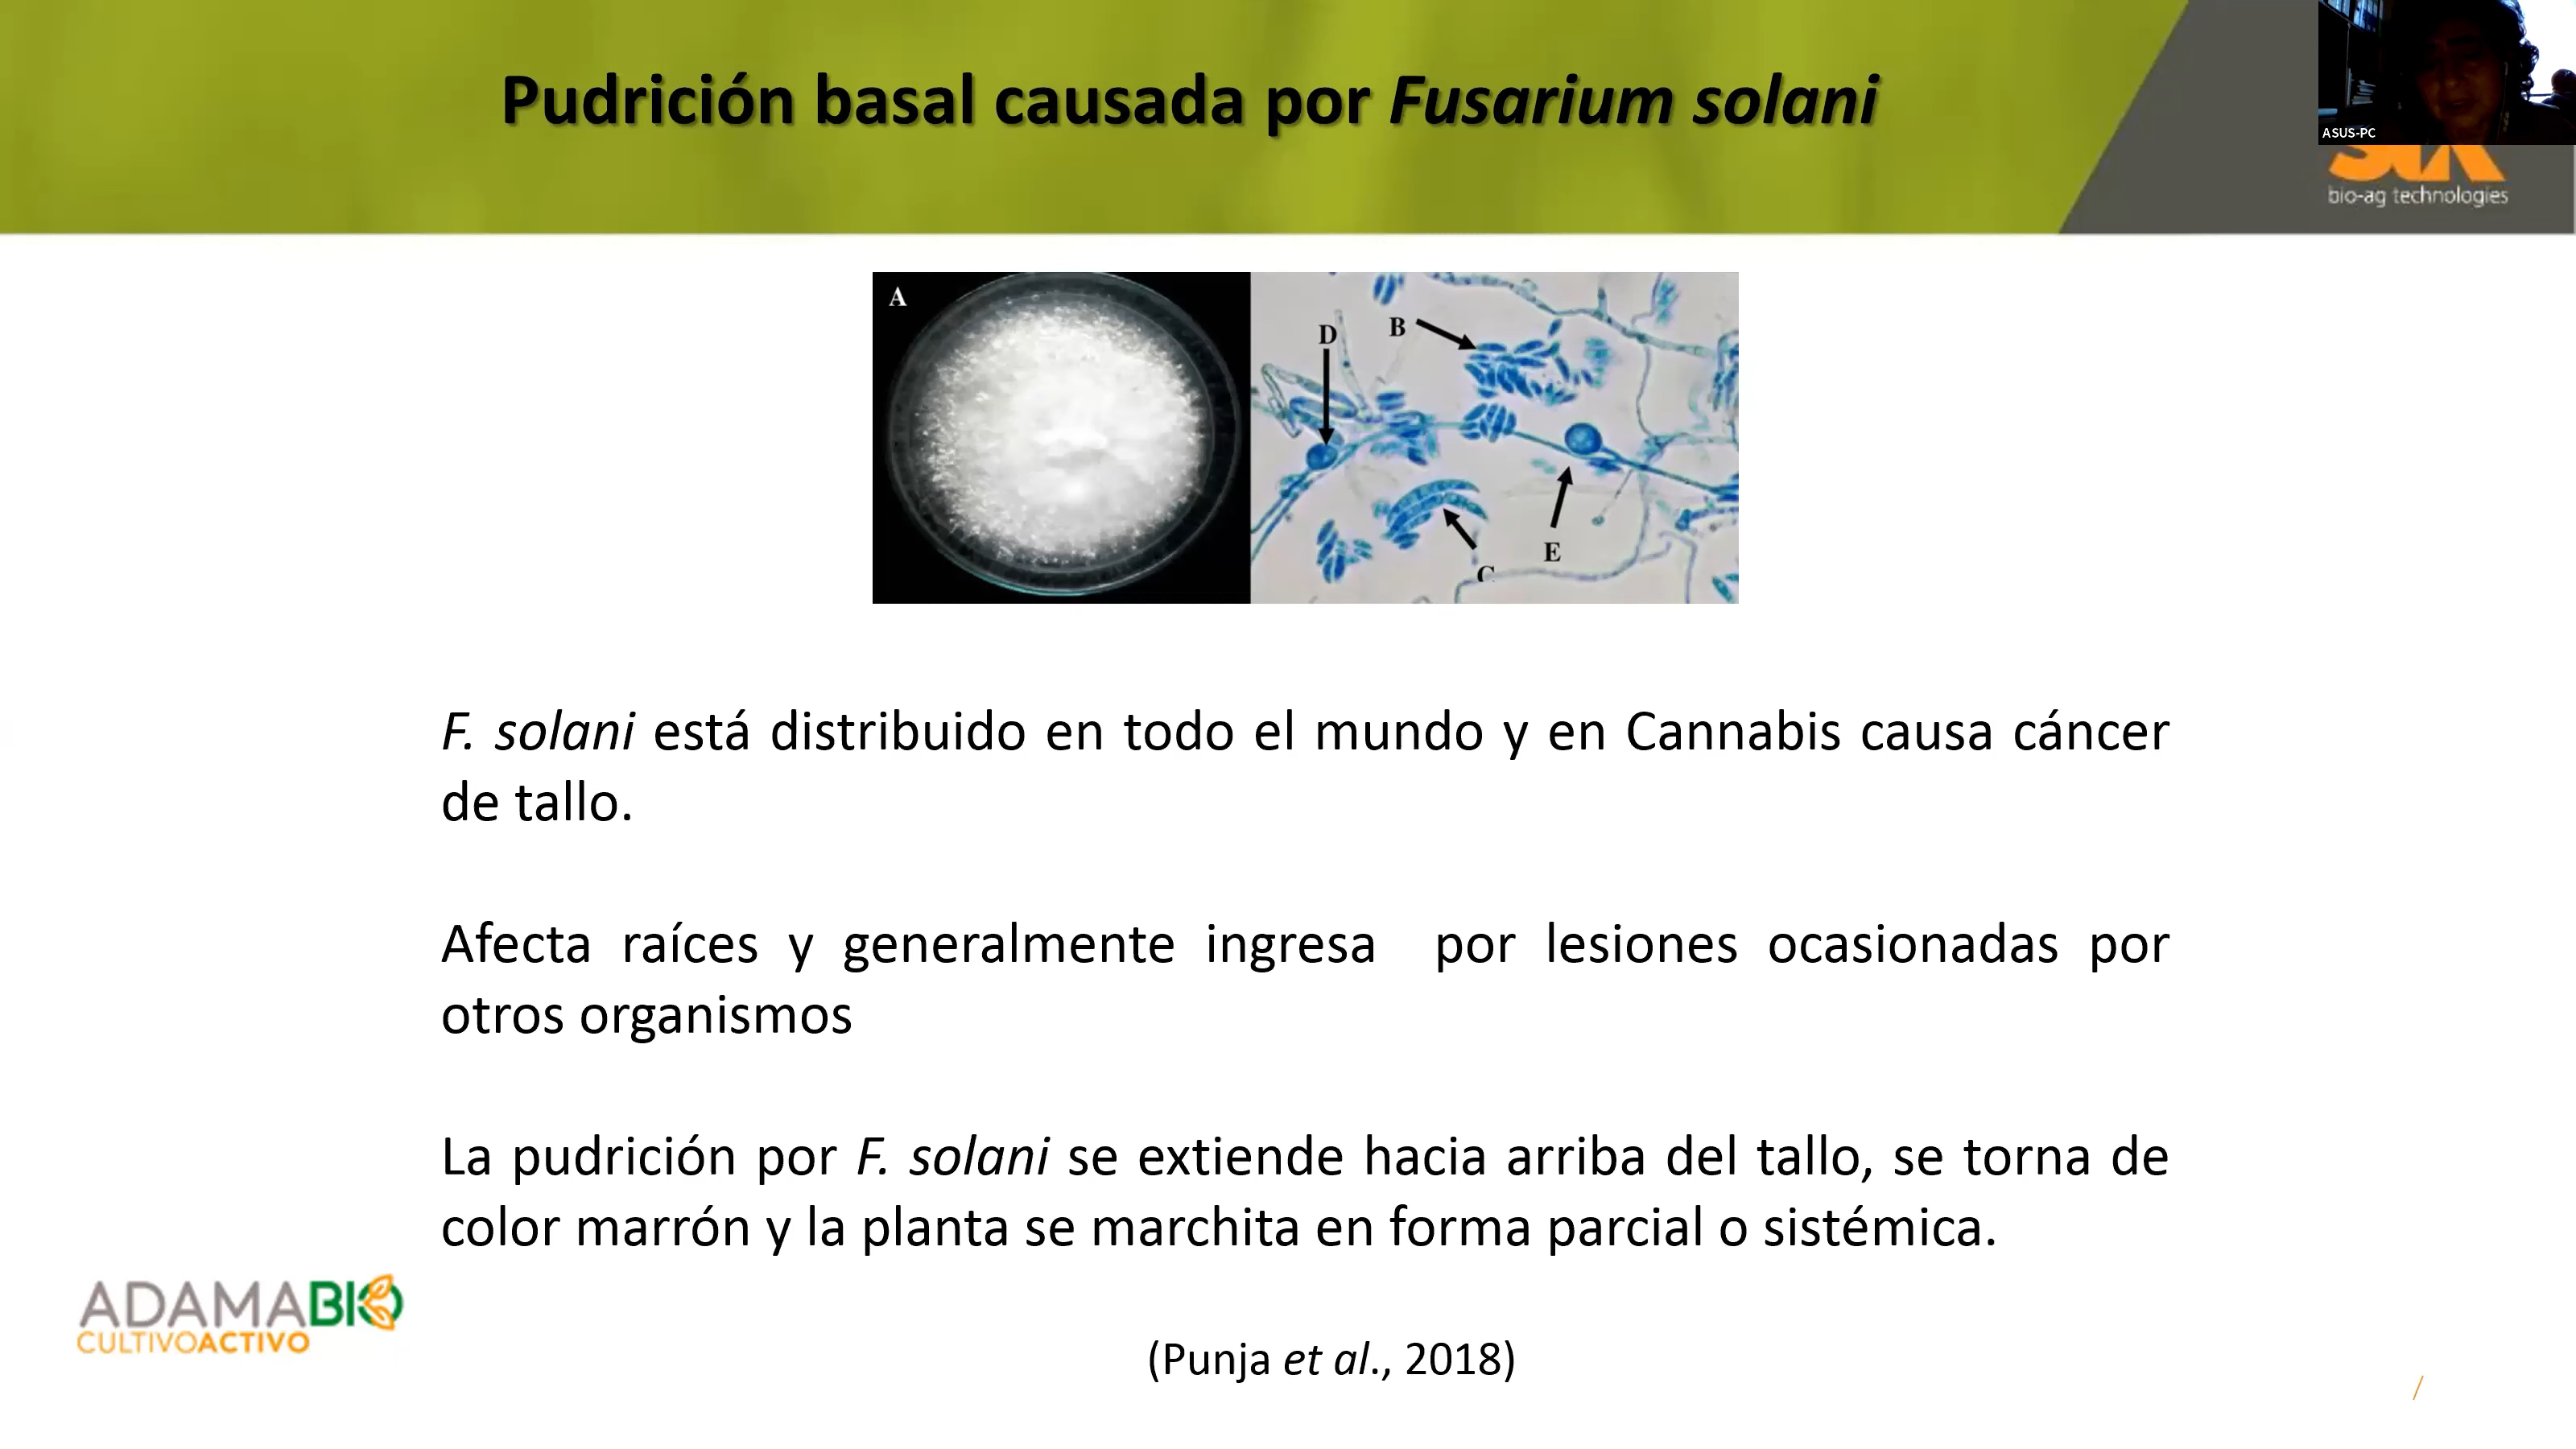 Pudrición basal causada por Fusarium solani
ASUS-PC
bio-ag technologies
A
D
B
E
C
F. solani está distribuido en todo el mundo y en Cannabis causa cáncer
de tallo.
Afecta raíces y generalmente ingresa por lesiones ocasionadas por
otros organismos
La pudrición por F. solani se extiende hacia arriba del tallo, se torna de
color marrón y la planta se marchita en forma parcial o sistémica.
ADAMABIO
CULTIVOACTIVO
(Punja et al., 2018)
/